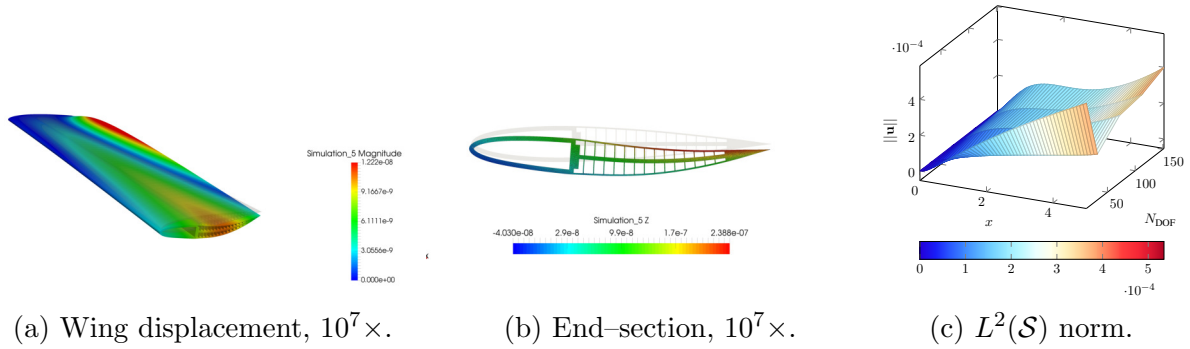 Simulation_5 Magnitude
1.222e-08
9.1667e-9
6.1111e-9
3.0556e-9
0.000e+00
(a) Wing displacement, 10⁷×.
Simulation_5 Z
-4.030e-08 2.9e-8 9.9e-8 1.7e-7 2.388e-07
(b) End–section, 10⁷×.
·10⁻⁴
||u||
4
2
0
0 2 4
x
50 100 150
N_DOF
0 1 2 3 4 5
·10⁻⁴
(c) L²(𝒮) norm.